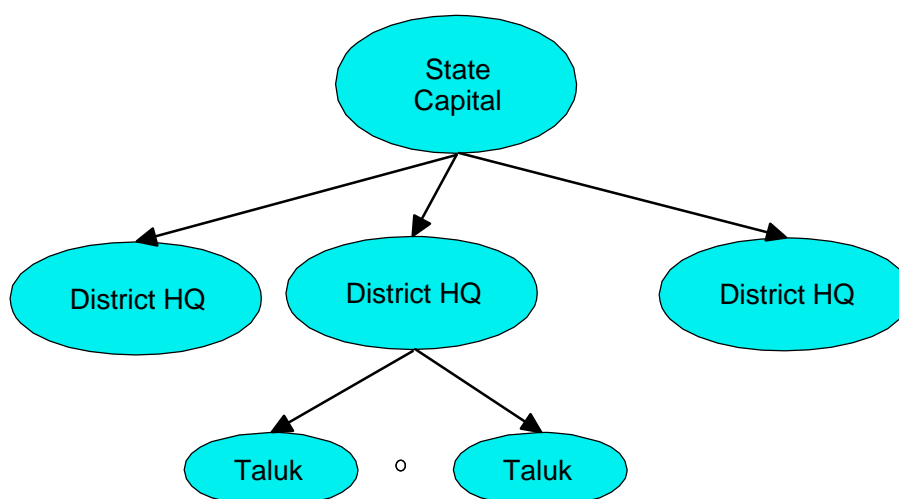 State
Capital
District HQ
District HQ
District HQ
Taluk
Taluk